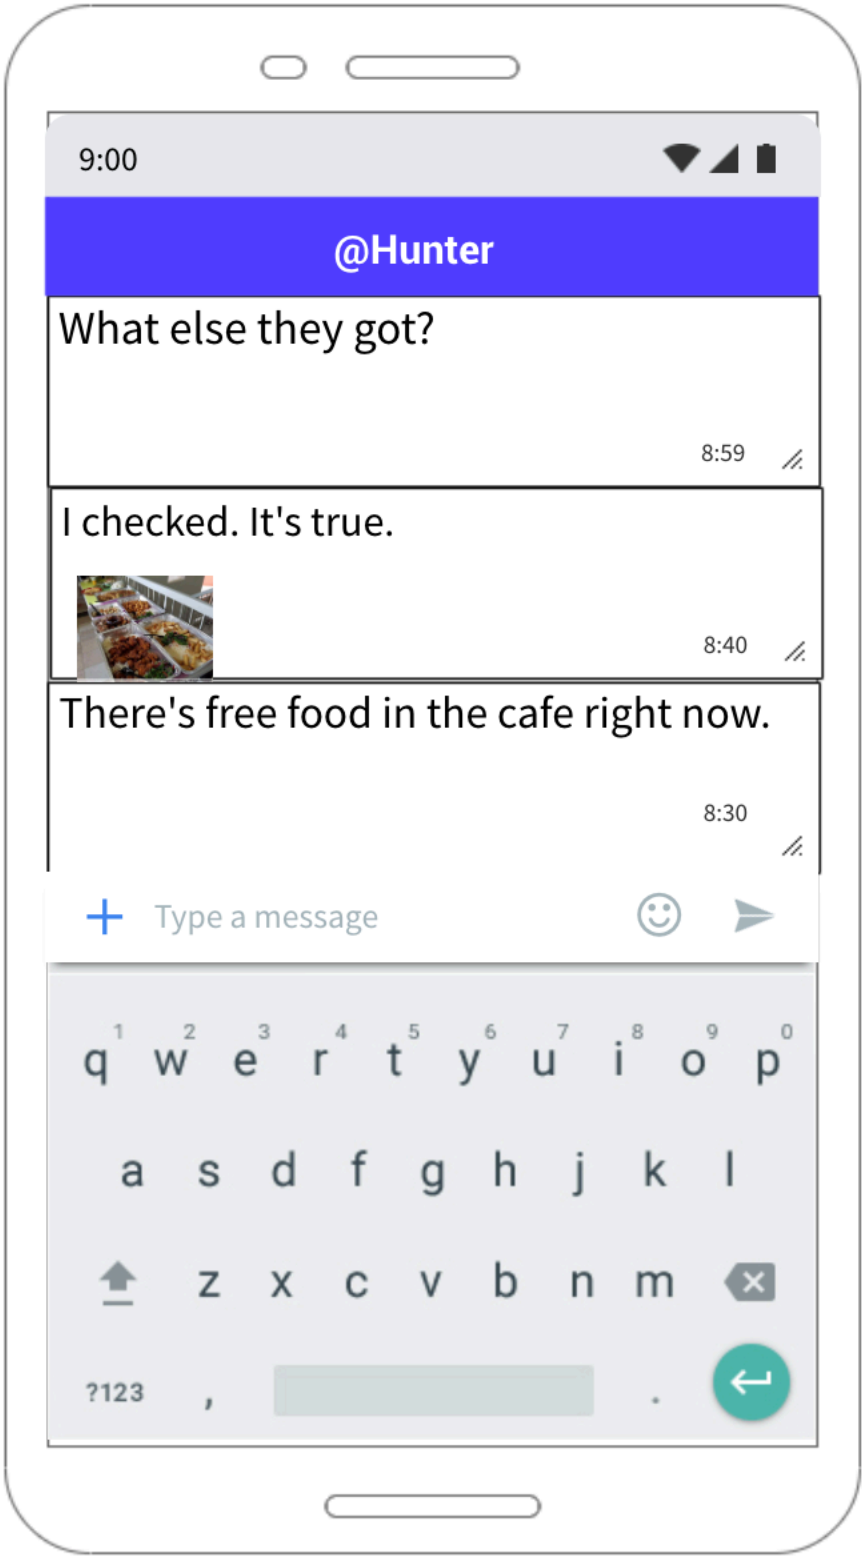 9:00
@Hunter
What else they got?
8:59
I checked. It's true.
8:40
There's free food in the cafe right now.
8:30
Type a message
1 2 3 4 5 6 7 8 9 0
q w e r t y u i o p
a s d f g h j k l
z x c v b n m
?123 , .